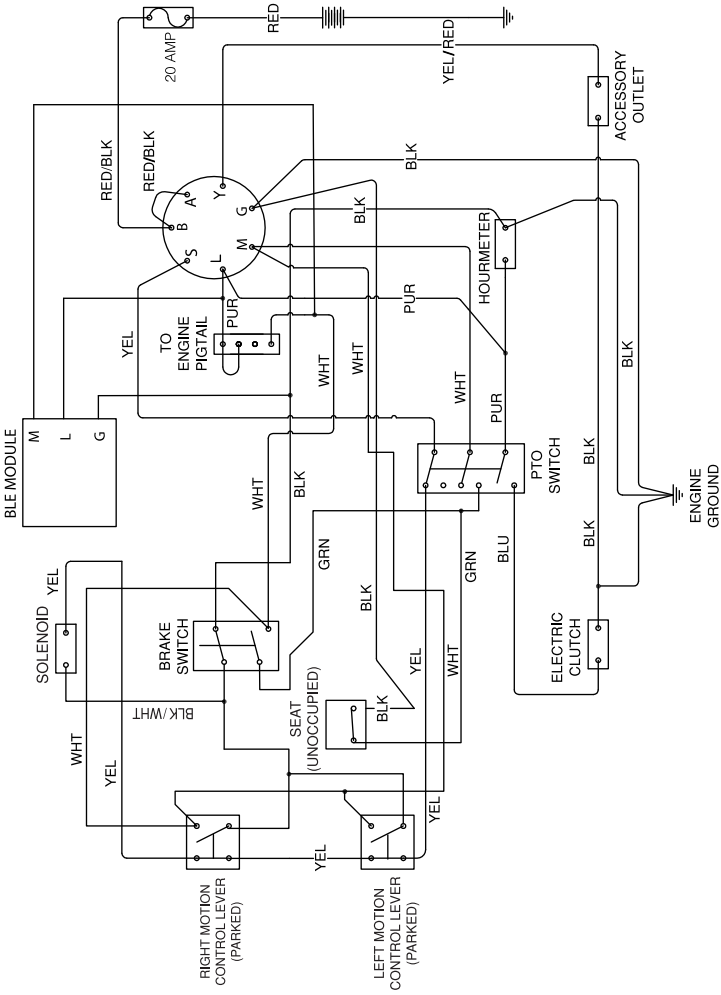 RED
20 AMP
YEL/RED
ACCESSORY
OUTLET
RED/BLK
RED/BLK
BLK
A
Y
B
G
S
M
L
BLK
HOURMETER
YEL
TO
ENGINE
PIGTAIL
PUR
PUR
WHT
WHT
BLK
WHT
PUR
BLE MODULE
M
L
G
WHT
BLK
PTO
SWITCH
BLK
ENGINE
GROUND
GRN
GRN
BLU
BLK
SOLENOID
YEL
BRAKE
SWITCH
BLK
YEL
WHT
ELECTRIC
CLUTCH
BLK/WHT
SEAT
(UNOCCUPIED)
BLK
WHT
YEL
YEL
YEL
RIGHT MOTION
CONTROL LEVER
(PARKED)
LEFT MOTION
CONTROL LEVER
(PARKED)